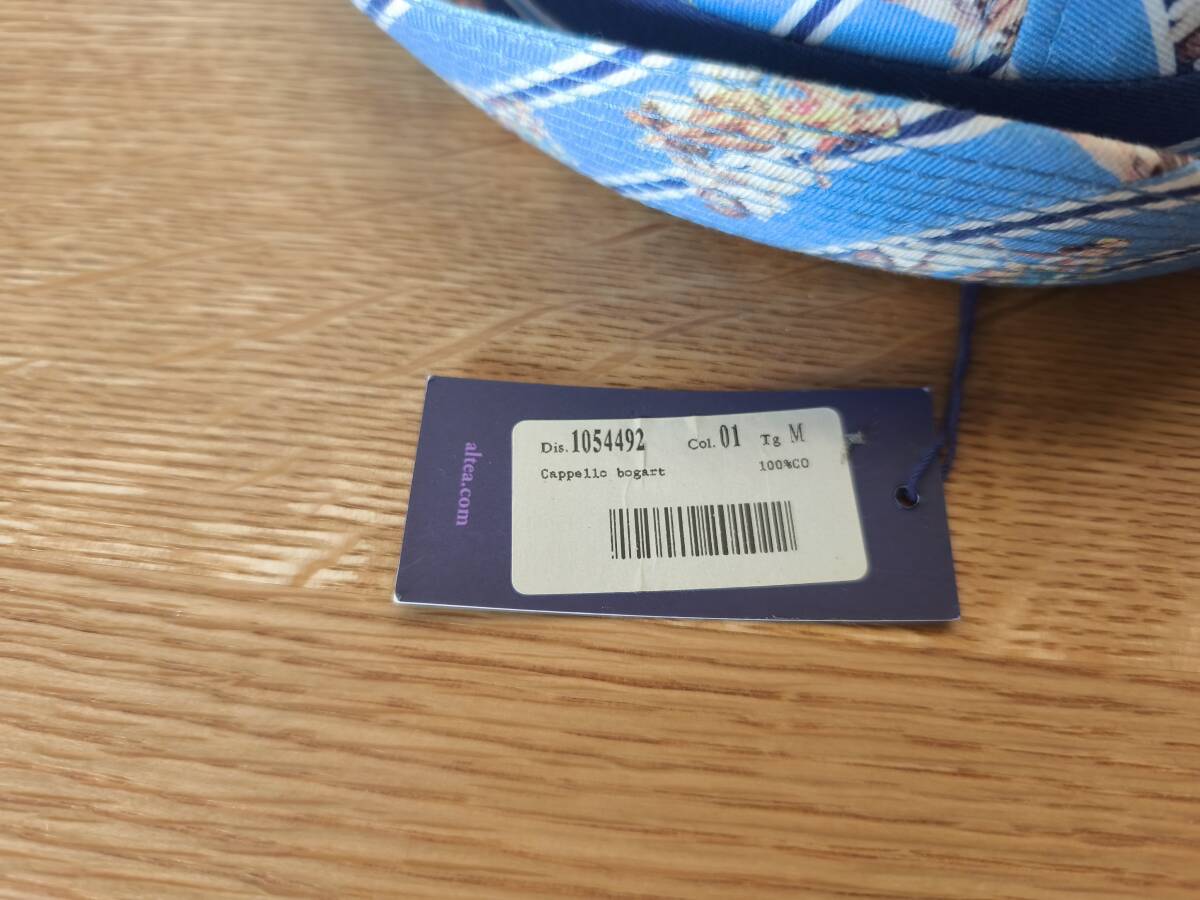 altea.com
Dis. 1054492 Col. 01 Tg M
Cappello bogart 100%CO